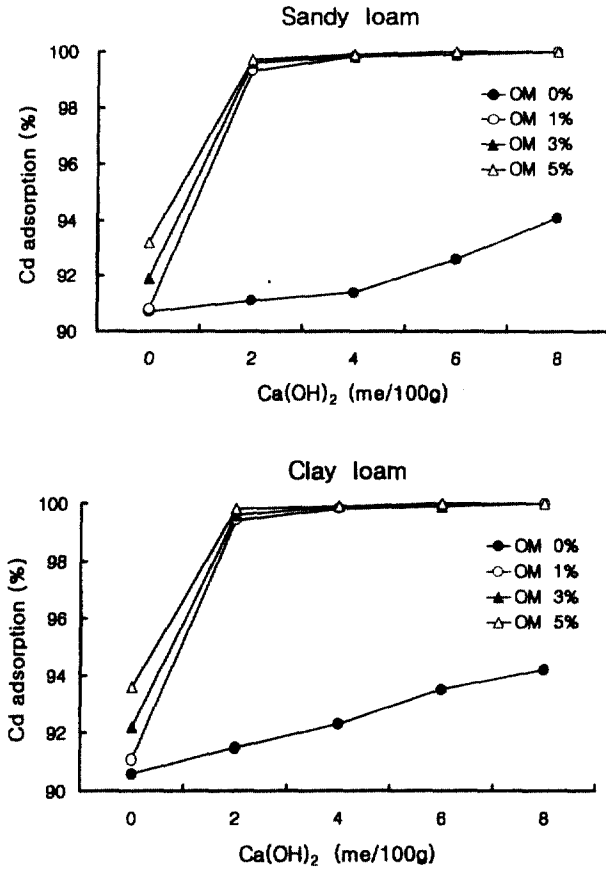 Sandy loam
100
98
96
94
92
90
Cd adsorption (%)
OM 0%
OM 1%
OM 3%
OM 5%
0 2 4 6 8
Ca(OH)₂ (me/100g)
Clay loam
100
98
96
94
92
90
Cd adsorption (%)
OM 0%
OM 1%
OM 3%
OM 5%
0 2 4 6 8
Ca(OH)₂ (me/100g)